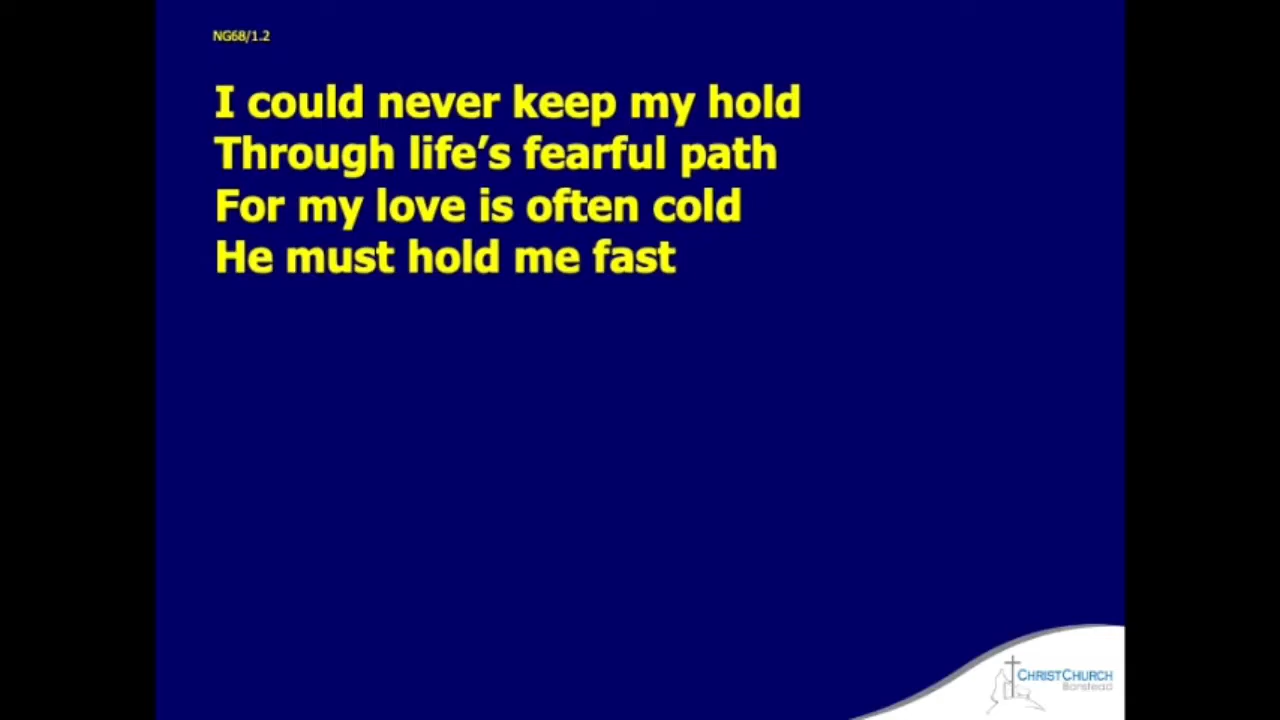 NG68/1.2
I could never keep my hold
Through life’s fearful path
For my love is often cold
He must hold me fast
CHRISTCHURCH
Banstead